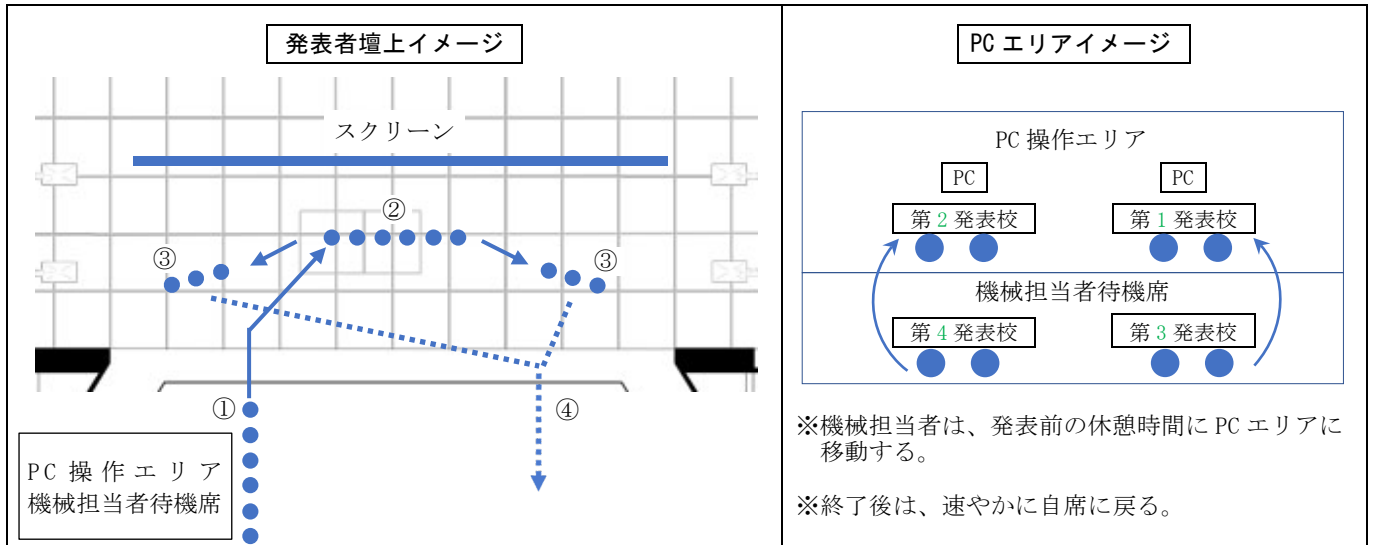 発表者壇上イメージ
スクリーン
②
③
③
①
④
PC 操作エリア
機械担当者待機席
PC エリアイメージ
PC 操作エリア
PC
PC
第 2 発表校
第 1 発表校
機械担当者待機席
第 4 発表校
第 3 発表校
※機械担当者は、発表前の休憩時間に PC エリアに
移動する。
※終了後は、速やかに自席に戻る。